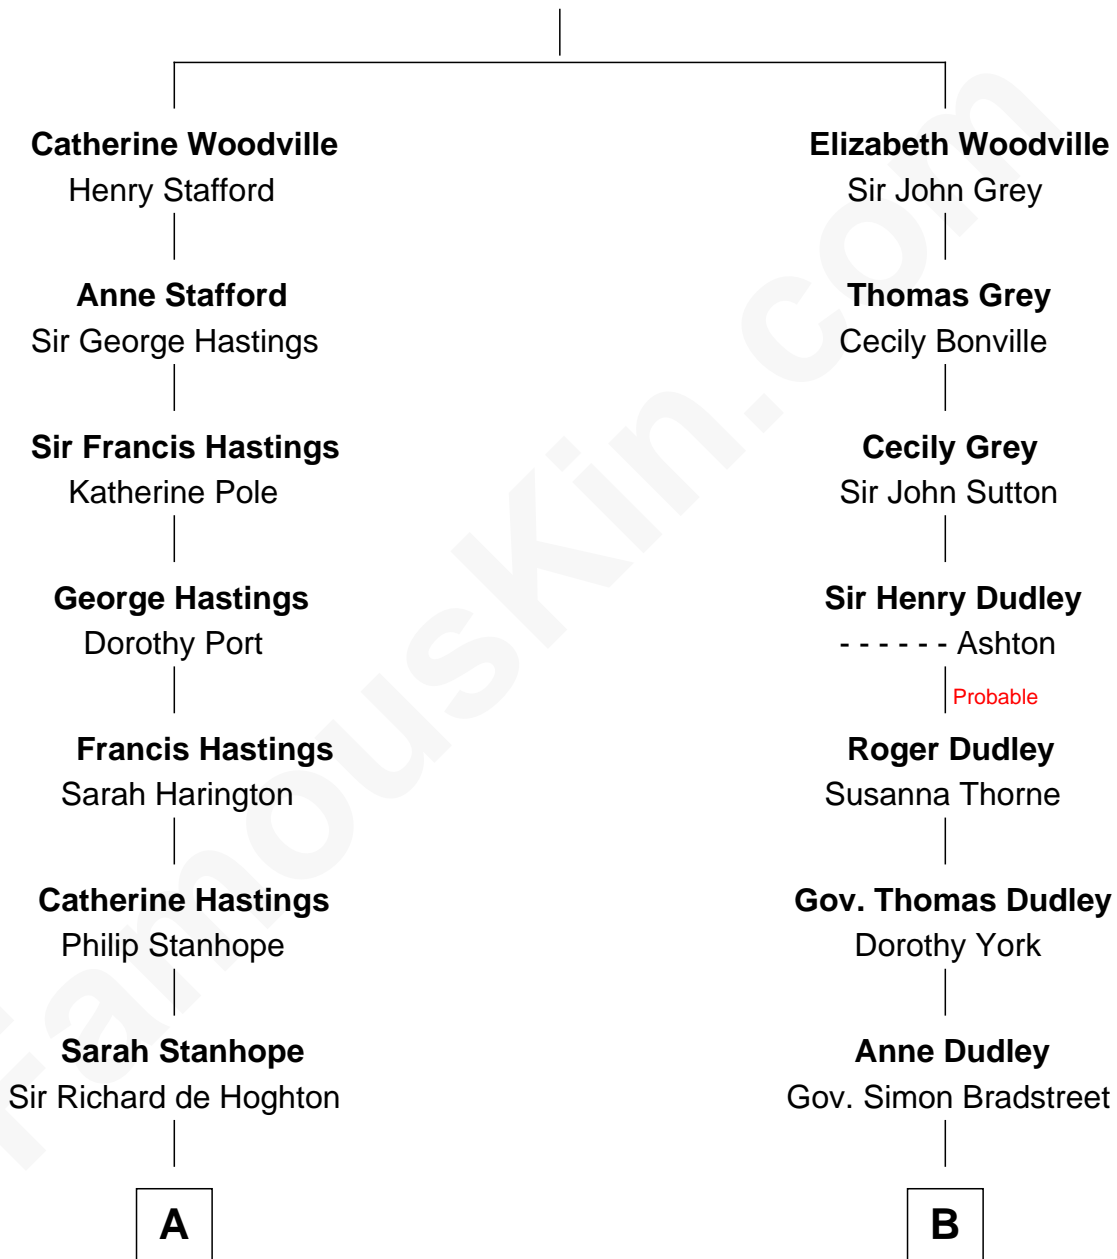 Catherine Woodville
Henry Stafford
Elizabeth Woodville
Sir John Grey
Anne Stafford
Sir George Hastings
Thomas Grey
Cecily Bonville
Sir Francis Hastings
Katherine Pole
Cecily Grey
Sir John Sutton
George Hastings
Dorothy Port
Sir Henry Dudley
- - - - - - Ashton
Probable
Francis Hastings
Sarah Harington
Roger Dudley
Susanna Thorne
Catherine Hastings
Philip Stanhope
Gov. Thomas Dudley
Dorothy York
Sarah Stanhope
Sir Richard de Hoghton
Anne Dudley
Gov. Simon Bradstreet
A
B
FamousKin.com